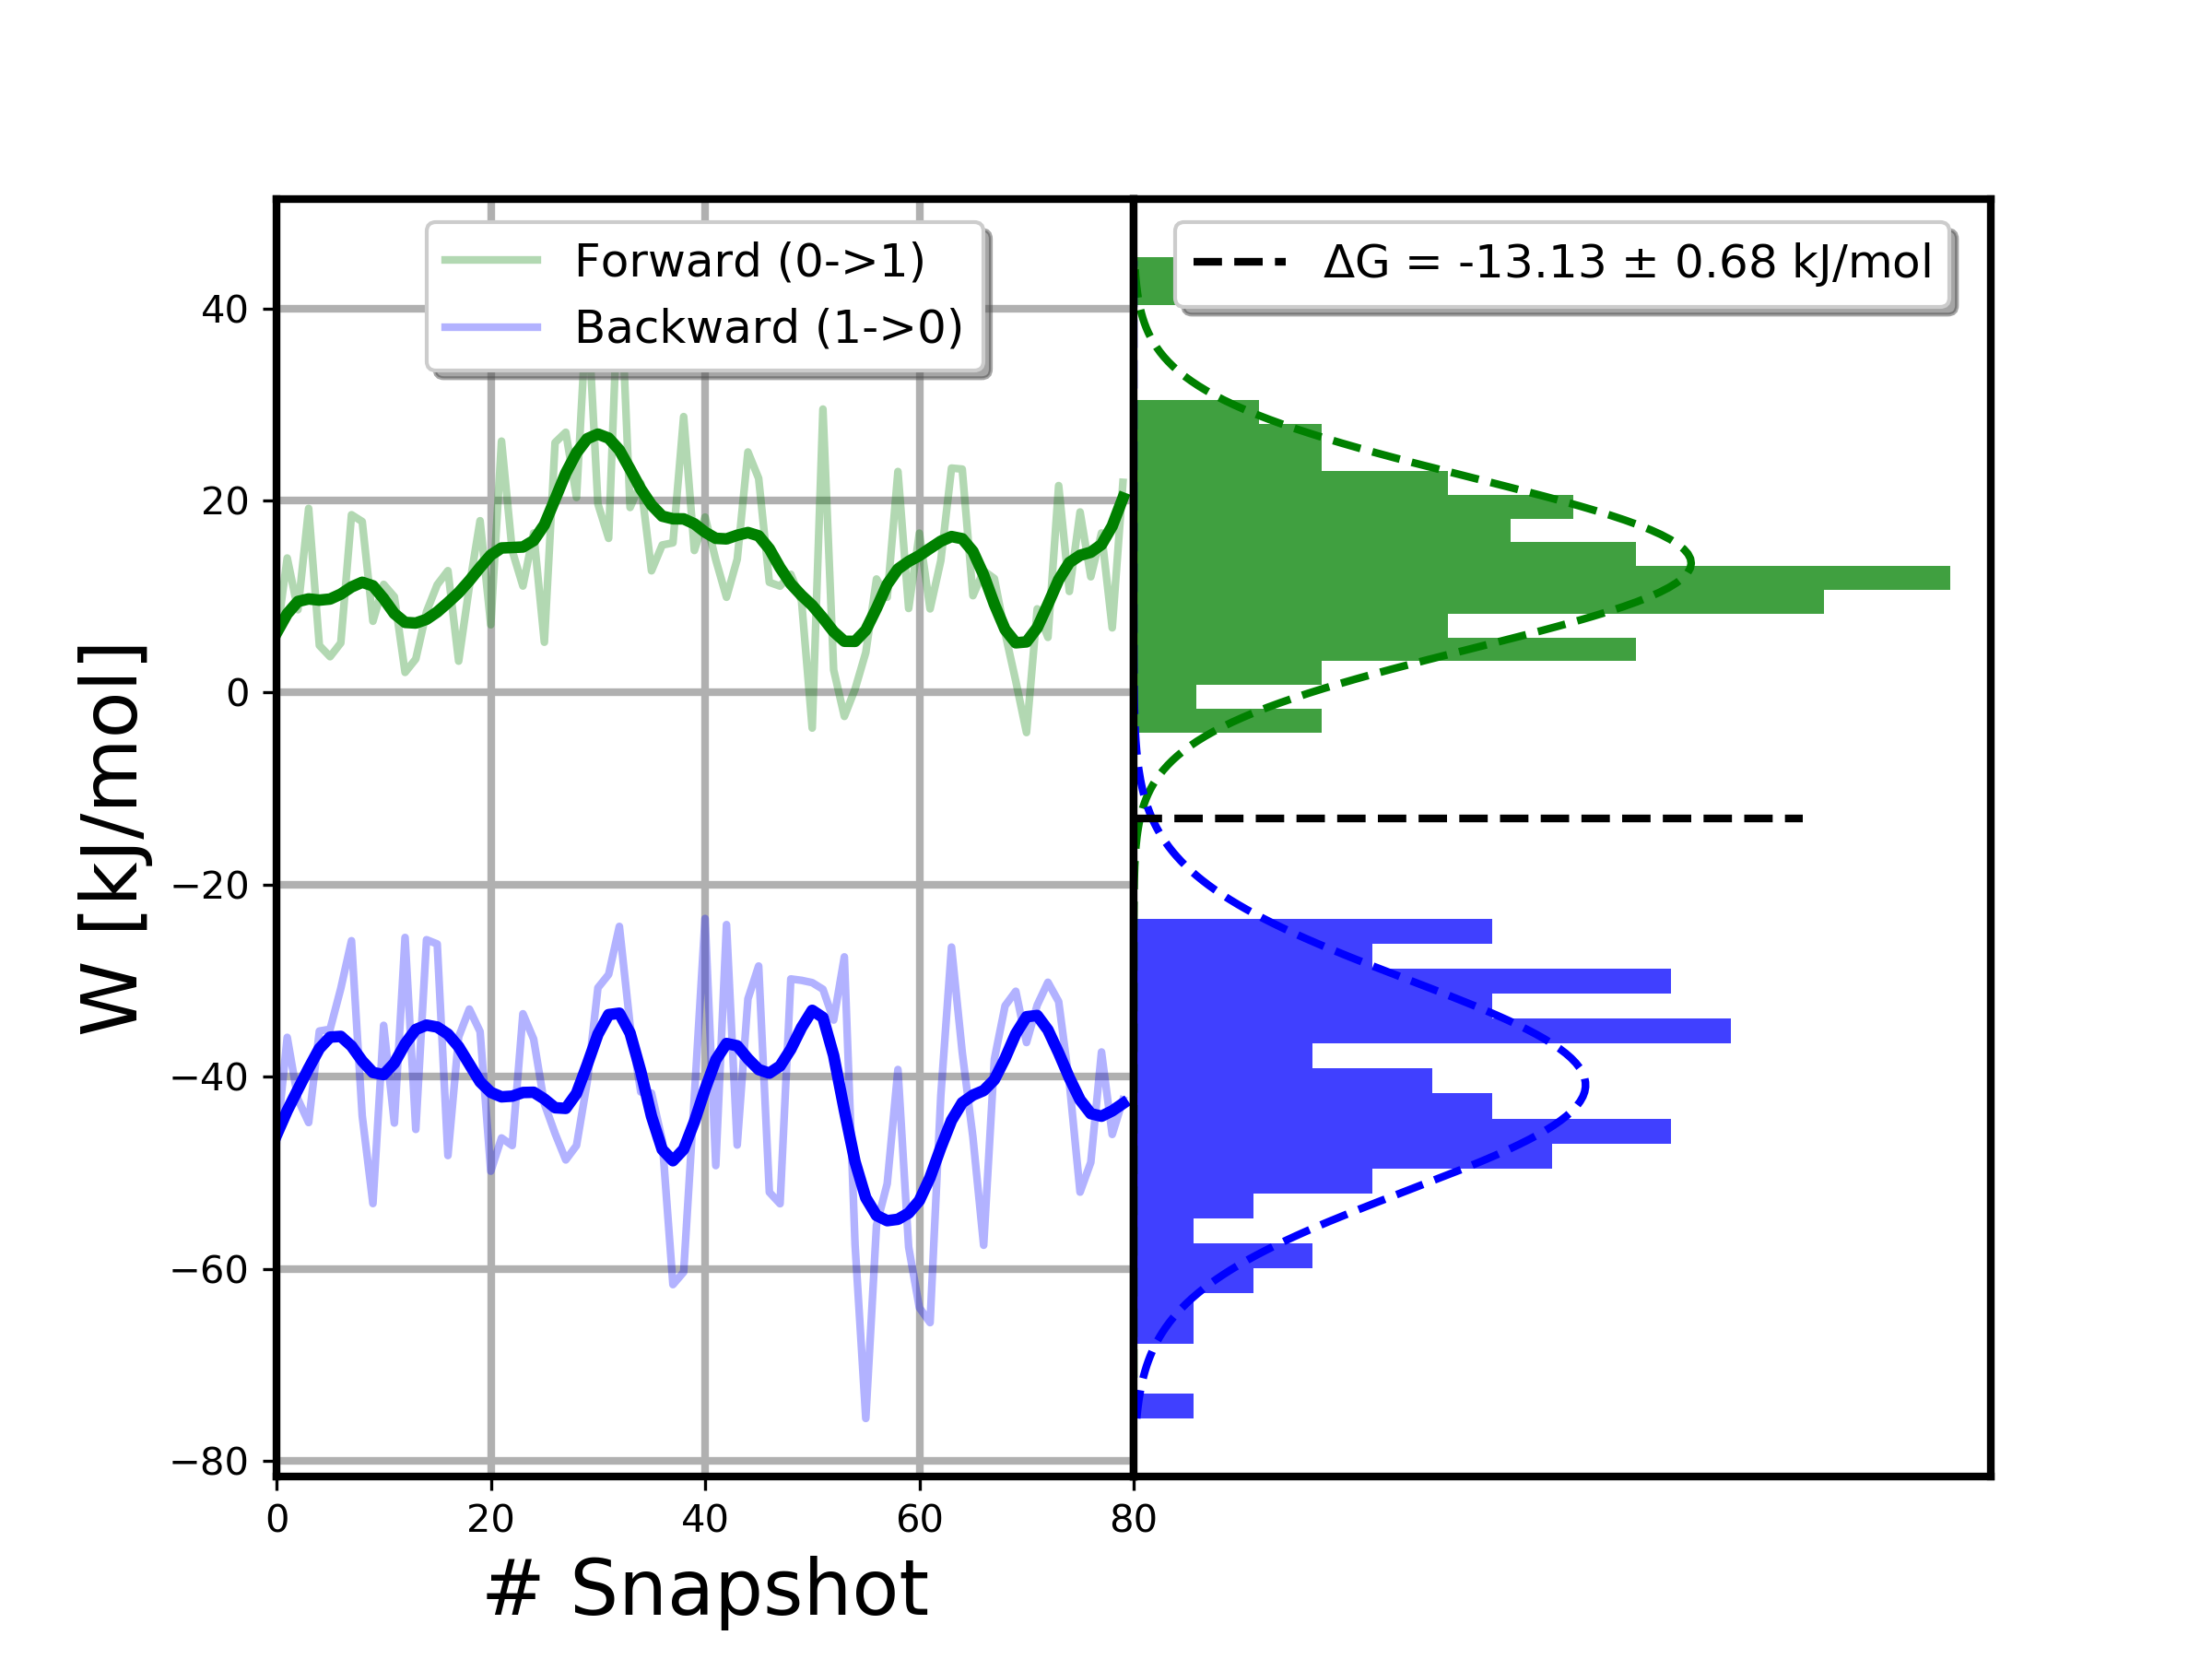 Forward (0->1)
Backward (1->0)
ΔG = -13.13 ± 0.68 kJ/mol
W [kJ/mol]
40
20
0
−20
−40
−60
−80
0 20 40 60 80
# Snapshot